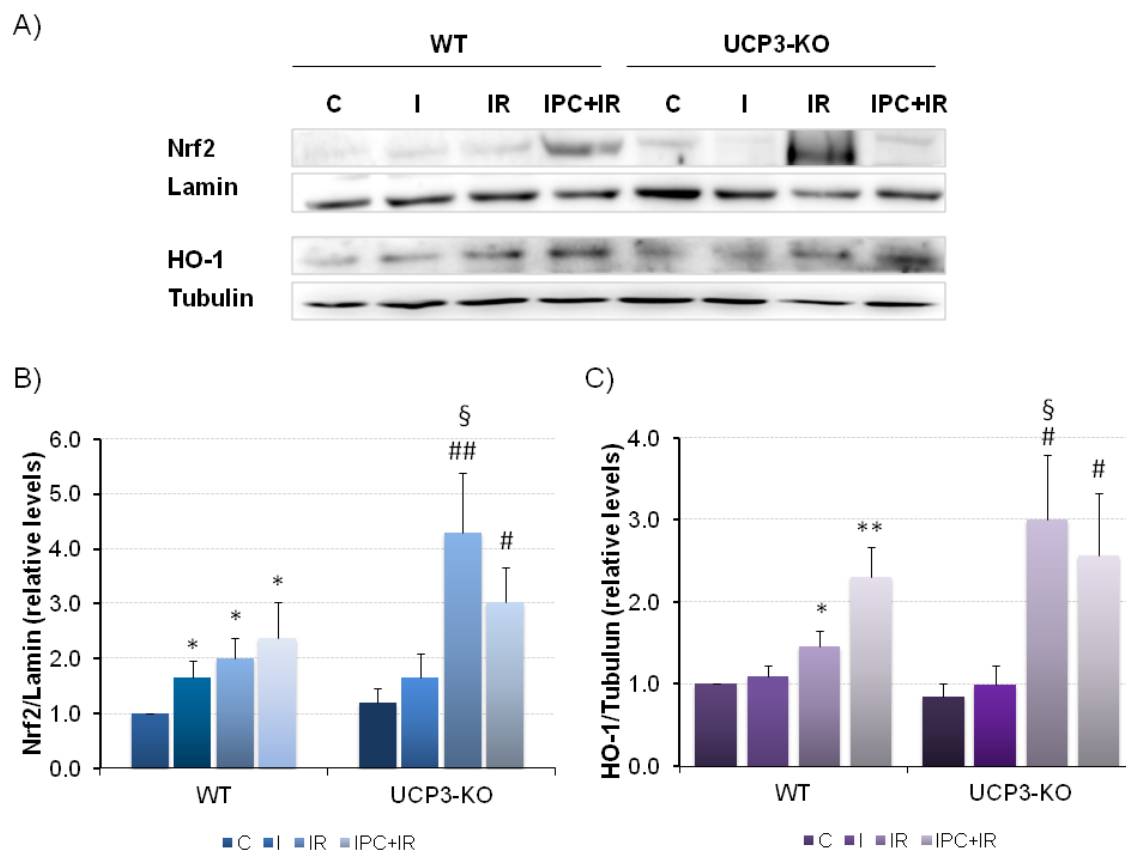 A)
WT UCP3-KO
C I IR IPC+IR C I IR IPC+IR
Nrf2
Lamin
HO-1
Tubulin
B)
Nrf2/Lamin (relative levels)
6.0
5.0
4.0
3.0
2.0
1.0
0.0
* * *
§
##
#
WT UCP3-KO
C I IR IPC+IR
C)
HO-1/Tubulun (relative levels)
4.0
3.0
2.0
1.0
0.0
* **
§
#
#
WT UCP3-KO
C I IR IPC+IR